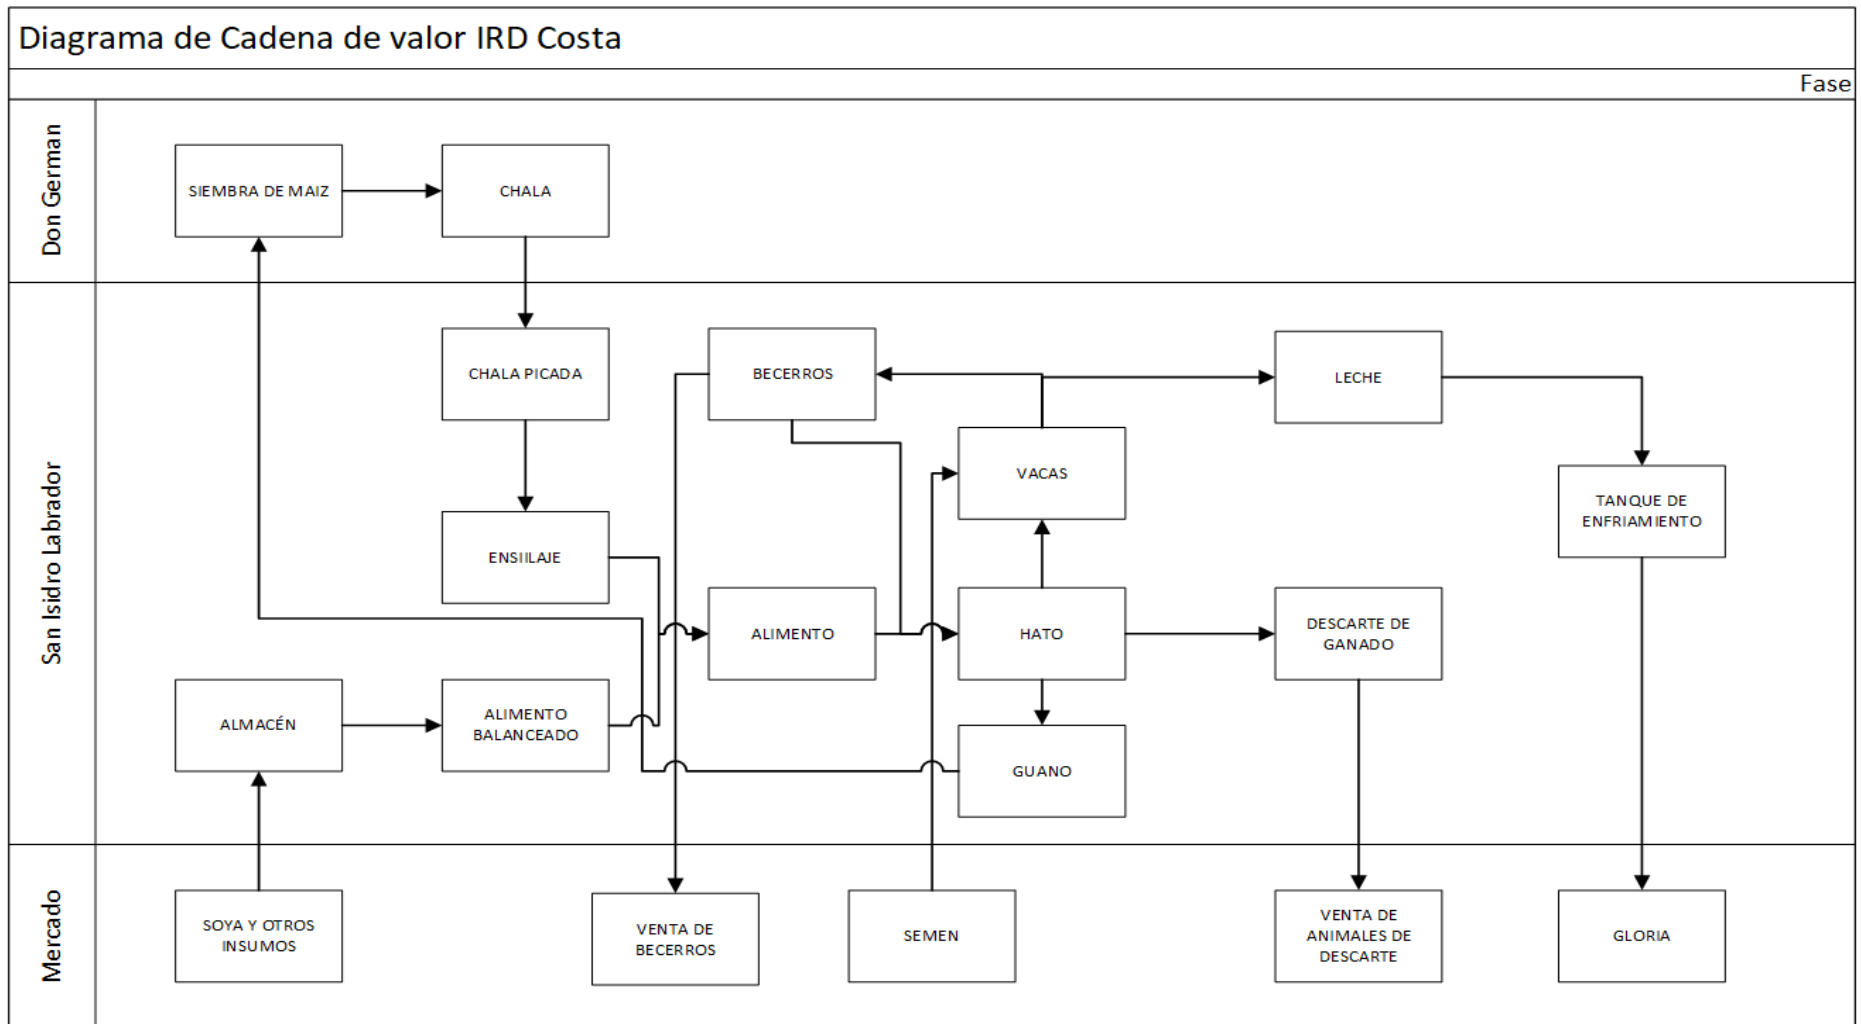 Diagrama de Cadena de valor IRD Costa
Fase
Don German
SIEMBRA DE MAIZ
CHALA
San Isidro Labrador
CHALA PICADA
BECERROS
LECHE
VACAS
TANQUE DE
ENFRIAMIENTO
ENSIILAJE
ALIMENTO
HATO
DESCARTE DE
GANADO
ALMACÉN
ALIMENTO
BALANCEADO
GUANO
Mercado
SOYA Y OTROS
INSUMOS
VENTA DE
BECERROS
SEMEN
VENTA DE
ANIMALES DE
DESCARTE
GLORIA